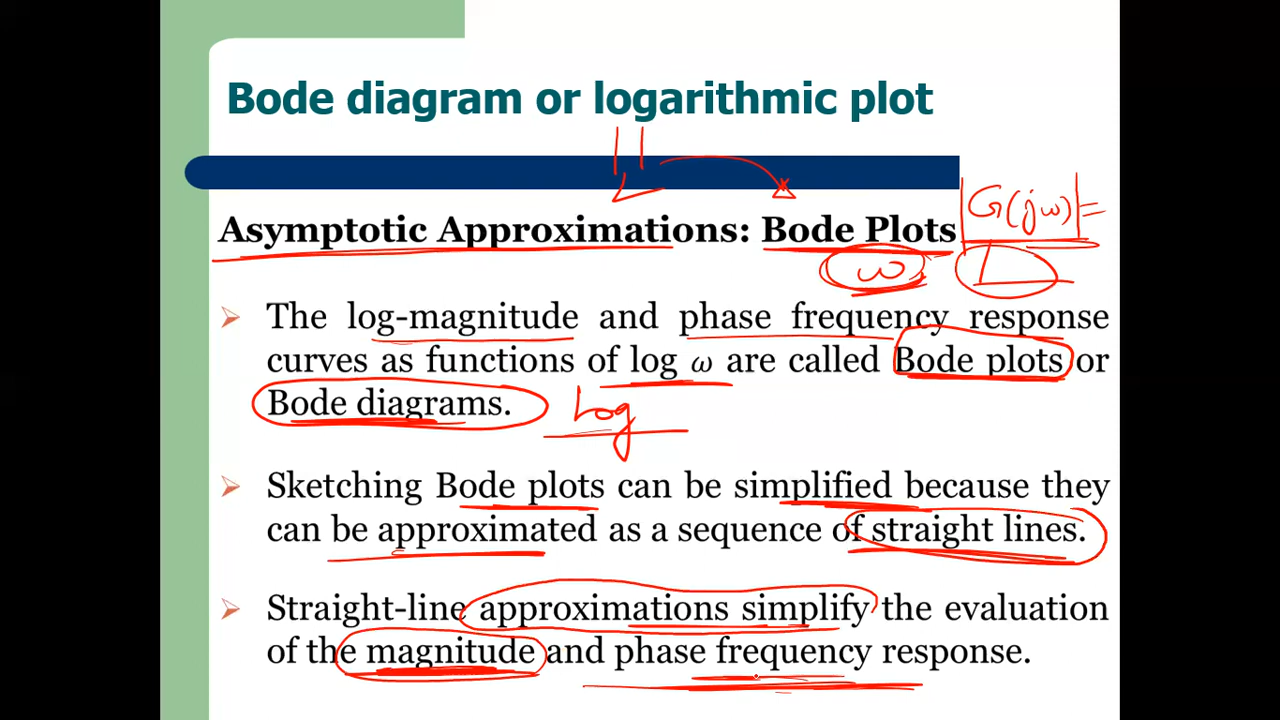 Bode diagram or logarithmic plot
Asymptotic Approximations: Bode Plots |G(jω)|=
ω
The log-magnitude and phase frequency response
curves as functions of log ω are called Bode plots or
Bode diagrams. Log
Sketching Bode plots can be simplified because they
can be approximated as a sequence of straight lines.
Straight-line approximations simplify the evaluation
of the magnitude and phase frequency response.